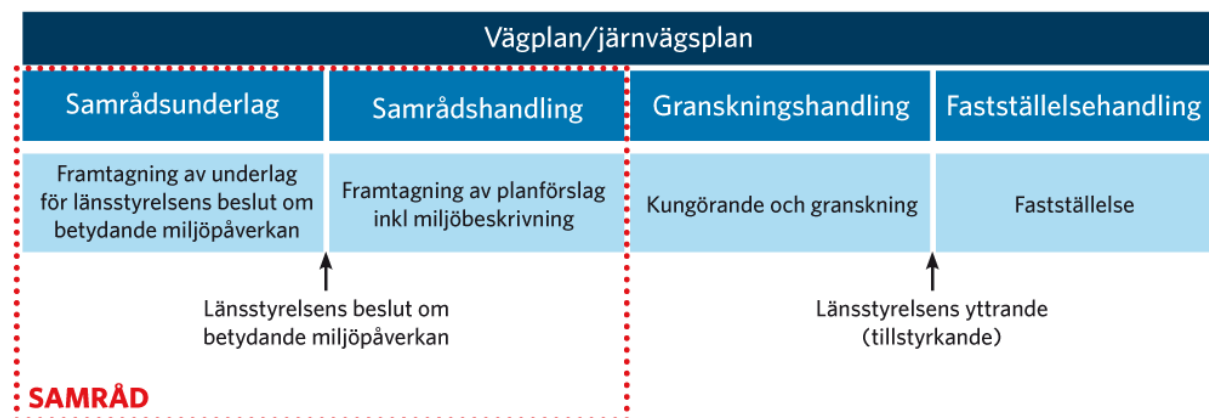 Vägplan/järnvägsplan
Samrådsunderlag
Samrådshandling
Granskningshandling
Fastställelsehandling
Framtagning av underlag
för länsstyrelsens beslut om
betydande miljöpåverkan
Framtagning av planförslag
inkl miljöbeskrivning
Kungörande och granskning
Fastställelse
Länsstyrelsens beslut om
betydande miljöpåverkan
Länsstyrelsens yttrande
(tillstyrkande)
SAMRÅD